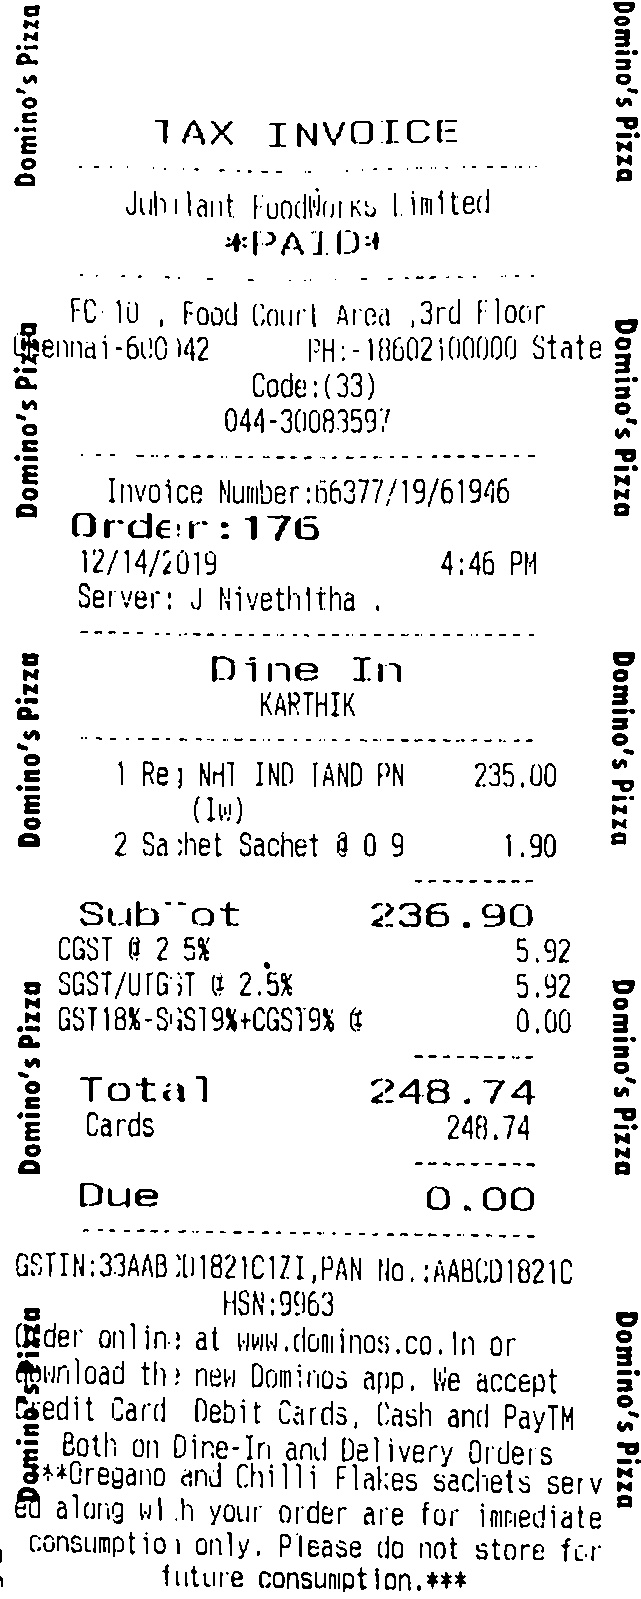 TAX INVOICE
Jubilant FoodWorks Limited
*PAID*
FC-10 , Food Court Area ,3rd Floor
Chennai-600042 PH:-18602100000 State
Code:(33)
044-30083597
Invoice Number:66377/19/61946
Order:176
12/14/2019 4:46 PM
Server: J Nivethitha .
Dine In
KARTHIK
1 Reg NHT IND TAND PN 235.00
(1w)
2 Sachet Sachet @ 0 9 1.90
SubTot 236.90
CGST @ 2 5% 5.92
SGST/UTGST @ 2.5% 5.92
GST18%-SGST9%+CGST9% @ 0.00
Total 248.74
Cards 248.74
Due 0.00
GSTIN:33AABCD1821C1ZI,PAN No.:AABCD1821C
HSN:9963
Order online at www.dominos.co.in or
download the new Dominos app. We accept
Credit Card Debit Cards, Cash and PayTM
Both on Dine-In and Delivery Orders
***Oregano and Chilli Flakes sachets serv
ed along with your order are for immediate
consumption only. Please do not store for
future consumption.***
Domino's Pizza
Domino's Pizza
Domino's Pizza
Domino's Pizza
Domino's Pizza
Domino's Pizza
Domino's Pizza
Domino's Pizza
Domino's Pizza
Domino's Pizza